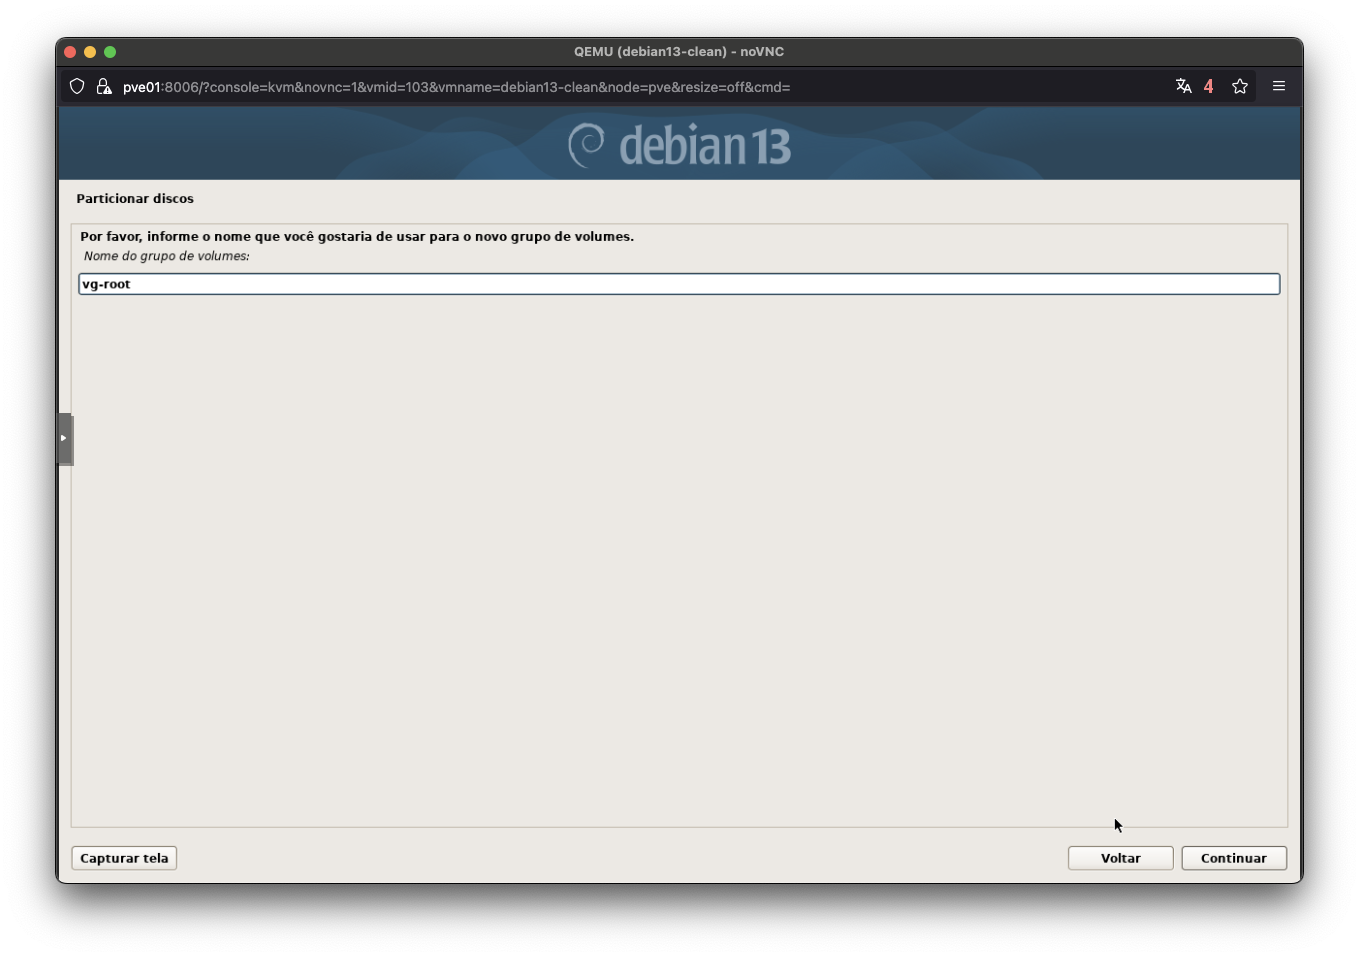 QEMU (debian13-clean) - noVNC
pve01:8006/?console=kvm&novnc=1&vmid=103&vmname=debian13-clean&node=pve&resize=off&cmd=
4
debian 13
Particionar discos
Por favor, informe o nome que você gostaria de usar para o novo grupo de volumes.
Nome do grupo de volumes:
vg-root
Capturar tela
Voltar
Continuar